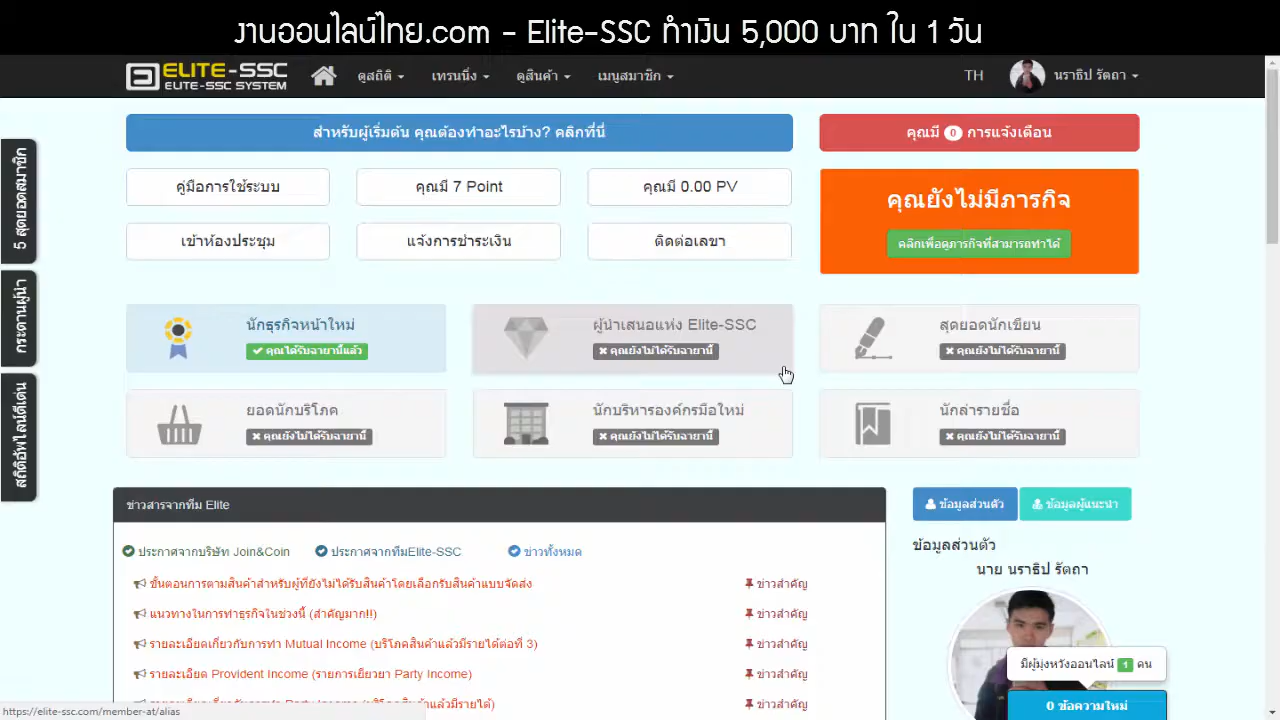 งานออนไลน์ไทย.com - Elite-SSC ทำเงิน 5,000 บาท ใน 1 วัน
ELITE-SSC
ELITE-SSC SYSTEM
ดูสถิติ
เทรนนิ่ง
ดูสินค้า
เมนูสมาชิก
TH
นราธิป รัตถา
สำหรับผู้เริ่มต้น คุณต้องทำอะไรบ้าง? คลิกที่นี่
คุณมี 0 การแจ้งเตือน
5 สุดยอดสมาชิก
กระดานผู้นำ
สถิติอัพไลน์ดีเด่น
คู่มือการใช้ระบบ
คุณมี 7 Point
คุณมี 0.00 PV
เข้าห้องประชุม
แจ้งการชำระเงิน
ติดต่อเลขา
คุณยังไม่มีภารกิจ
คลิกเพื่อดูภารกิจที่สามารถทำได้
นักธุรกิจหน้าใหม่
คุณได้รับฉายานี้แล้ว
ผู้นำเสนอแห่ง Elite-SSC
คุณยังไม่ได้รับฉายานี้
สุดยอดนักเขียน
คุณยังไม่ได้รับฉายานี้
ยอดนักบริโภค
คุณยังไม่ได้รับฉายานี้
นักบริหารองค์กรมือใหม่
คุณยังไม่ได้รับฉายานี้
นักล่ารายชื่อ
คุณยังไม่ได้รับฉายานี้
ข่าวสารจากทีม Elite
ประกาศจากบริษัท Join&Coin
ประกาศจากทีมElite-SSC
ข่าวทั้งหมด
ขั้นตอนการตามสินค้าสำหรับผู้ที่ยังไม่ได้รับสินค้าโดยเลือกรับสินค้าแบบจัดส่ง
ข่าวสำคัญ
แนวทางในการทำธุรกิจในช่วงนี้ (สำคัญมาก!!)
ข่าวสำคัญ
รายละเอียดเกี่ยวกับการทำ Mutual Income (บริโภคสินค้าแล้วมีรายได้ต่อที่ 3)
ข่าวสำคัญ
รายละเอียด Provident Income (รายการเยียวยา Party Income)
ข่าวสำคัญ
ข่าวสำคัญ
ข้อมูลส่วนตัว
ข้อมูลผู้แนะนำ
ข้อมูลส่วนตัว
นาย นราธิป รัตถา
มีผู้มุ่งหวังออนไลน์ 1 คน
0 ข้อความใหม่
https://elite-ssc.com/member-at/alias